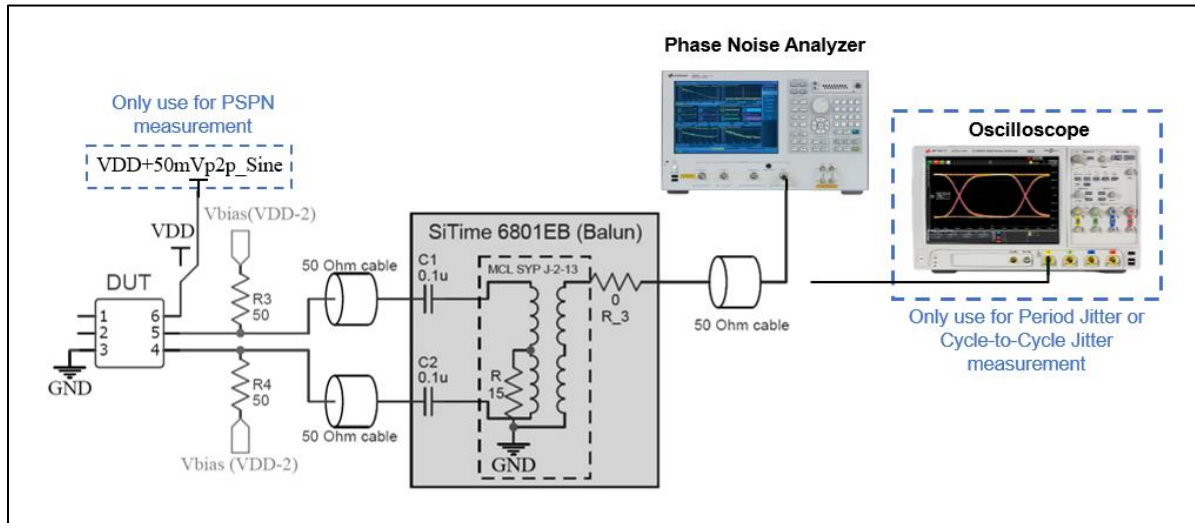 Phase Noise Analyzer
Only use for PSPN
measurement
VDD+50mVp2p_Sine
Oscilloscope
Vbias(VDD-2)
VDD
SiTime 6801EB (Balun)
50 Ohm cable
C1
0.1u
MCL SYP J-2-13
DUT
R3
50
1
2
3
6
5
4
0
R_3
50 Ohm cable
Only use for Period Jitter or
Cycle-to-Cycle Jitter
measurement
GND
R4
50
C2
0.1u
R
15
50 Ohm cable
GND
Vbias (VDD-2)